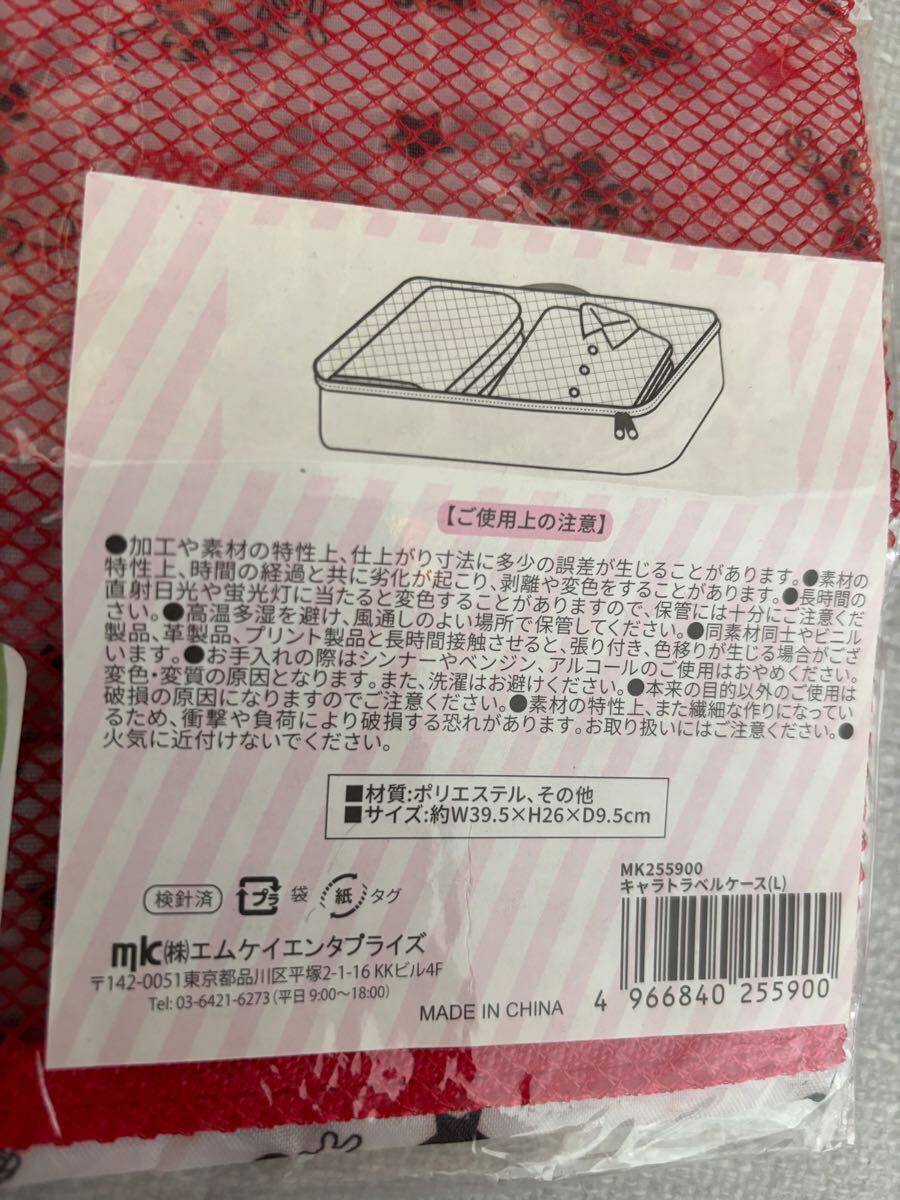 【ご使用上の注意】
●加工や素材の特性上、仕上がり寸法に多少の誤差が生じることがあります。●素材の
特性上、時間の経過と共に劣化が起こり、剥離や変色をすることがあります。●長時間の
直射日光や蛍光灯に当たると変色することがありますので、保管には十分にご注意くだ
さい。●高温多湿を避け、風通しのよい場所で保管してください。●同素材同士やビニル
製品、革製品、プリント製品と長時間接触させると、張り付き、色移りが生じる場合がござ
います。●お手入れの際はシンナーやベンジン、アルコールのご使用はおやめください。
変色・変質の原因となります。また、洗濯はお避けください。●本来の目的以外のご使用は
破損の原因になりますのでご注意ください。●素材の特性上、また繊細な作りになってい
るため、衝撃や負荷により破損する恐れがあります。お取り扱いにはご注意ください。●
火気に近付けないでください。
■材質:ポリエステル、その他
■サイズ:約W39.5×H26×D9.5cm
検針済 プラ 袋 紙 タグ
mk㈱エムケイエンタプライズ
〒142-0051東京都品川区平塚2-1-16 KKビル4F
Tel: 03-6421-6273 (平日 9:00～18:00)
MADE IN CHINA
MK255900
キャラトラベルケース(L)
4 966840 255900